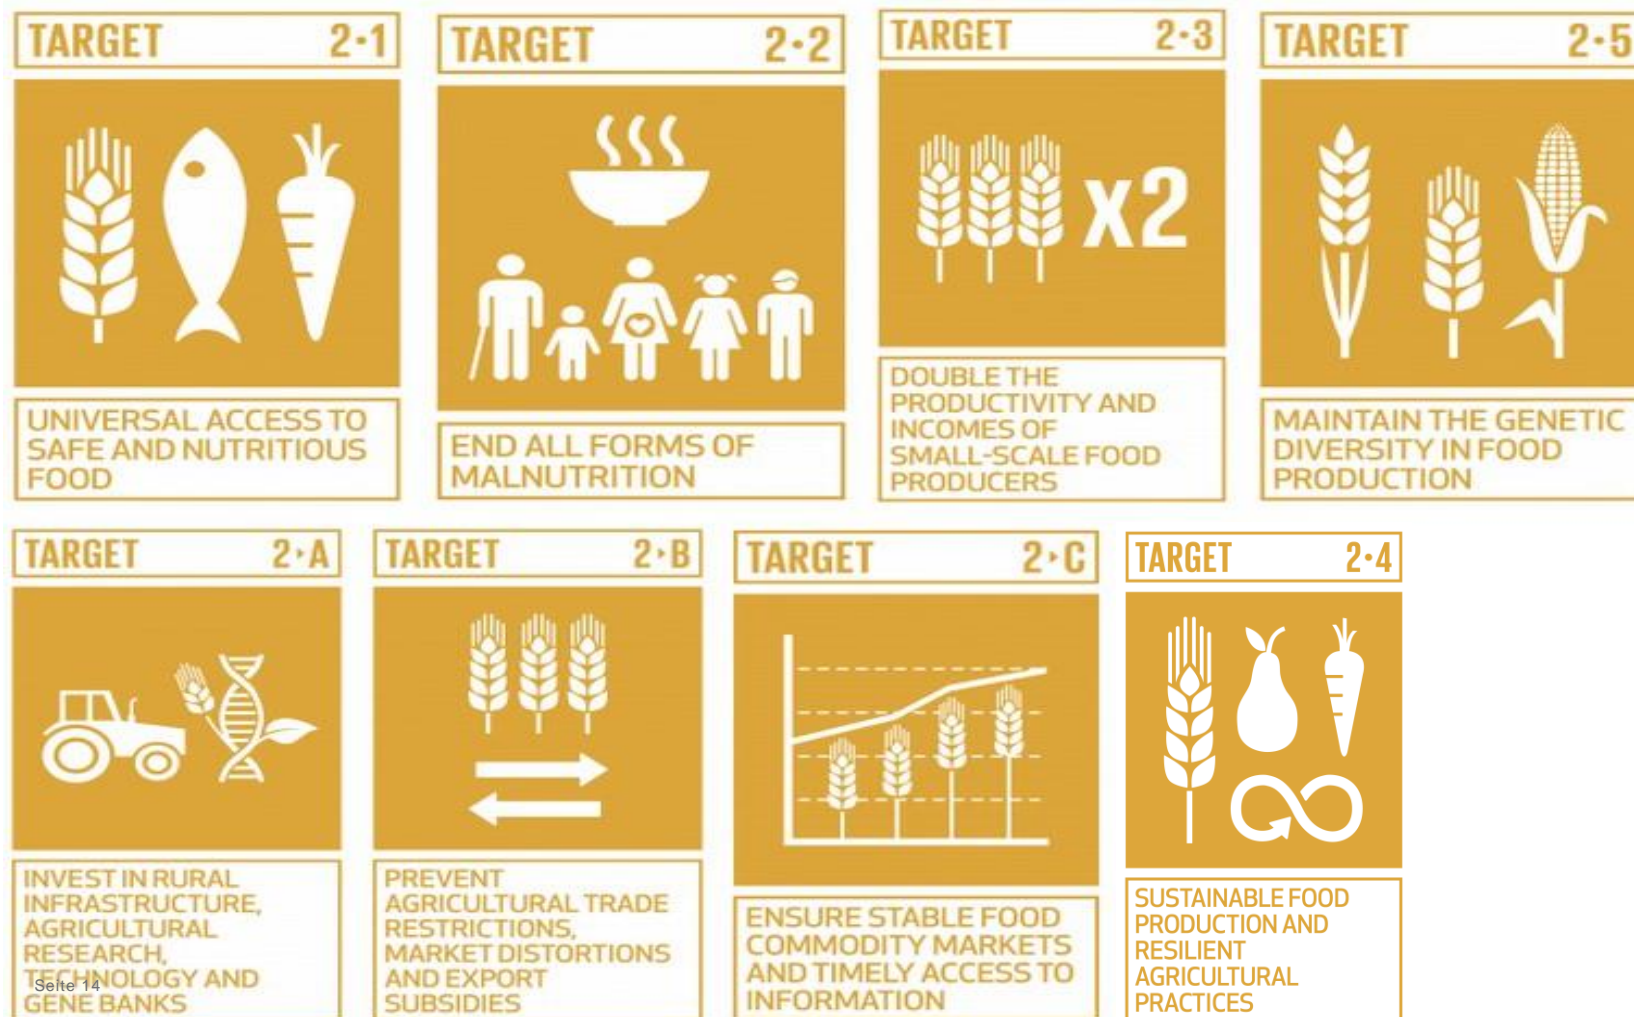 TARGET 2·1
UNIVERSAL ACCESS TO
SAFE AND NUTRITIOUS
FOOD
TARGET 2·2
END ALL FORMS OF
MALNUTRITION
TARGET 2·3
x2
DOUBLE THE
PRODUCTIVITY AND
INCOMES OF
SMALL-SCALE FOOD
PRODUCERS
TARGET 2·5
MAINTAIN THE GENETIC
DIVERSITY IN FOOD
PRODUCTION
TARGET 2·A
INVEST IN RURAL
INFRASTRUCTURE,
AGRICULTURAL
RESEARCH,
TECHNOLOGY AND
GENE BANKS
Seite 14
TARGET 2·B
PREVENT
AGRICULTURAL TRADE
RESTRICTIONS,
MARKET DISTORTIONS
AND EXPORT
SUBSIDIES
TARGET 2·C
ENSURE STABLE FOOD
COMMODITY MARKETS
AND TIMELY ACCESS TO
INFORMATION
TARGET 2·4
SUSTAINABLE FOOD
PRODUCTION AND
RESILIENT
AGRICULTURAL
PRACTICES